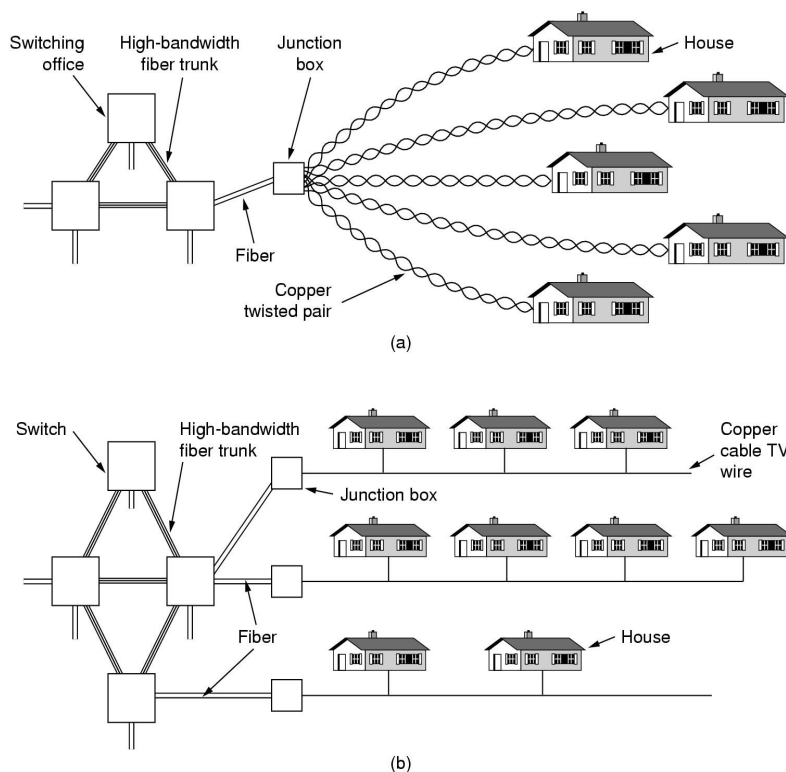 Switching
office
High-bandwidth
fiber trunk
Junction
box
House
Fiber
Copper
twisted pair
(a)
Switch
High-bandwidth
fiber trunk
Copper
cable TV
wire
Junction box
Fiber
House
(b)